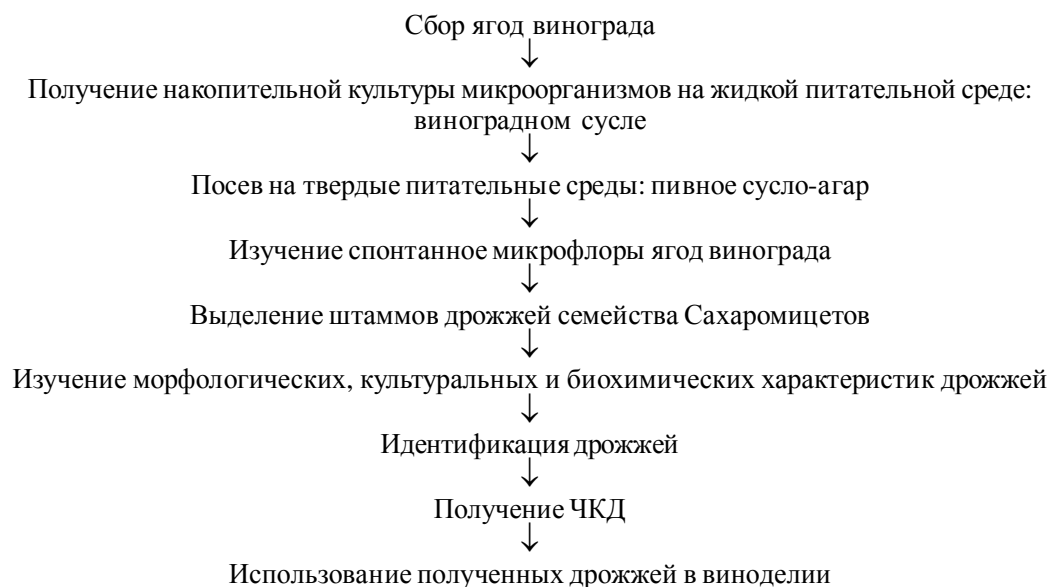 Сбор ягод винограда
Получение накопительной культуры микроорганизмов на жидкой питательной среде:
виноградном сусле
Посев на твердые питательные среды: пивное сусло-агар
Изучение спонтанное микрофлоры ягод винограда
Выделение штаммов дрожжей семейства Сахаромицетов
Изучение морфологических, культуральных и биохимических характеристик дрожжей
Идентификация дрожжей
Получение ЧКД
Использование полученных дрожжей в виноделии